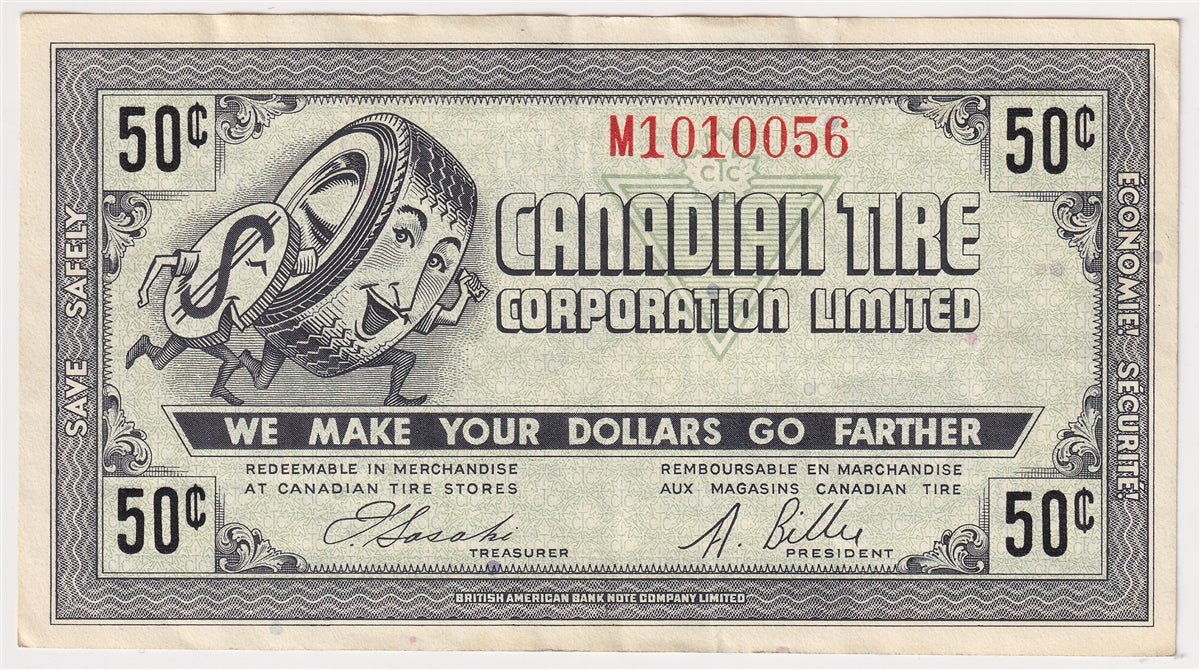 50¢
M1010056
50¢
CTC
CANADIAN TIRE
CORPORATION LIMITED
SAVE SAFELY
ÉCONOMIE! SÉCURITÉ!
$
WE MAKE YOUR DOLLARS GO FARTHER
REDEEMABLE IN MERCHANDISE
AT CANADIAN TIRE STORES
REMBOURSABLE EN MARCHANDISE
AUX MAGASINS CANADIAN TIRE
50¢
E. Sasaki
TREASURER
A. Billes
PRESIDENT
50¢
BRITISH AMERICAN BANK NOTE COMPANY LIMITED